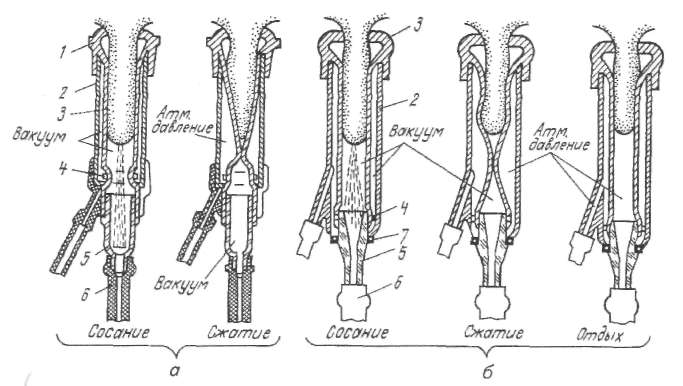 1
2
3
Вакуум
4
5
6
Атм.
давление
Вакуум
Сосание
Сжатие
а
3
2
Вакуум
4
7
5
6
Атм.
давление
Сосание
Сжатие
Отдых
б